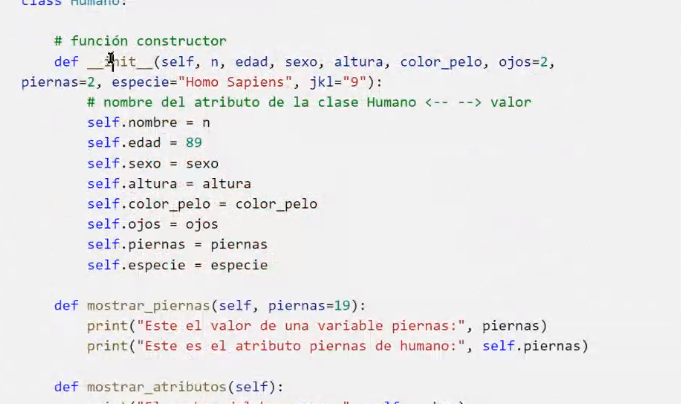 class Humano:
# función constructor
def __init__(self, n, edad, sexo, altura, color_pelo, ojos=2,
piernas=2, especie="Homo Sapiens", jkl="9"):
# nombre del atributo de la clase Humano <-- --> valor
self.nombre = n
self.edad = 89
self.sexo = sexo
self.altura = altura
self.color_pelo = color_pelo
self.ojos = ojos
self.piernas = piernas
self.especie = especie
def mostrar_piernas(self, piernas=19):
print("Este el valor de una variable piernas:", piernas)
print("Este es el atributo piernas de humano:", self.piernas)
def mostrar_atributos(self):